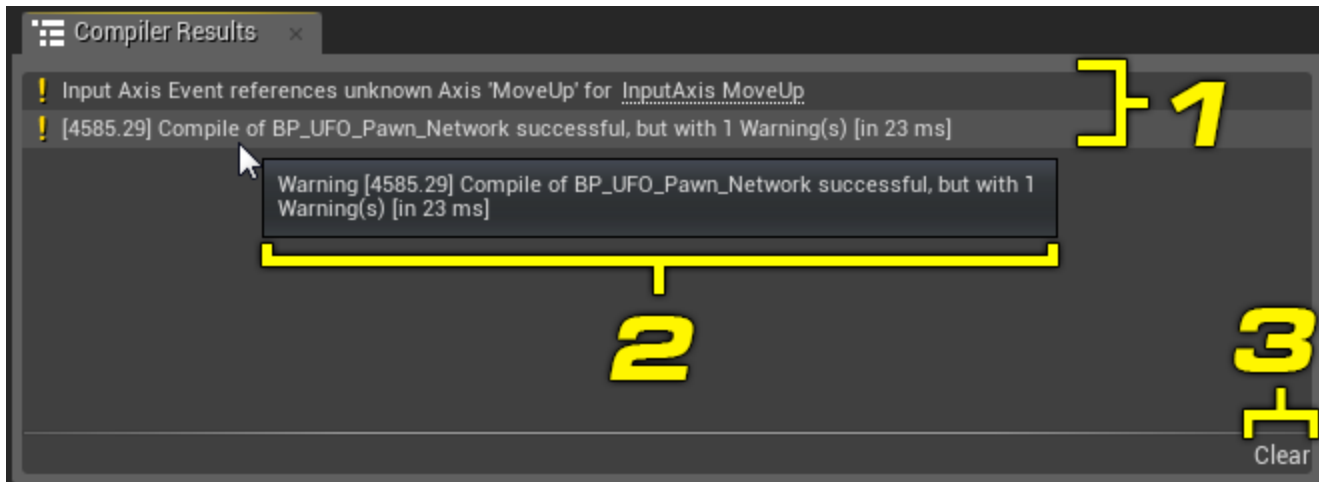 Compiler Results
Input Axis Event references unknown Axis 'MoveUp' for InputAxis MoveUp
1
[4585.29] Compile of BP_UFO_Pawn_Network successful, but with 1 Warning(s) [in 23 ms]
Warning [4585.29] Compile of BP_UFO_Pawn_Network successful, but with 1
Warning(s) [in 23 ms]
2
3
Clear